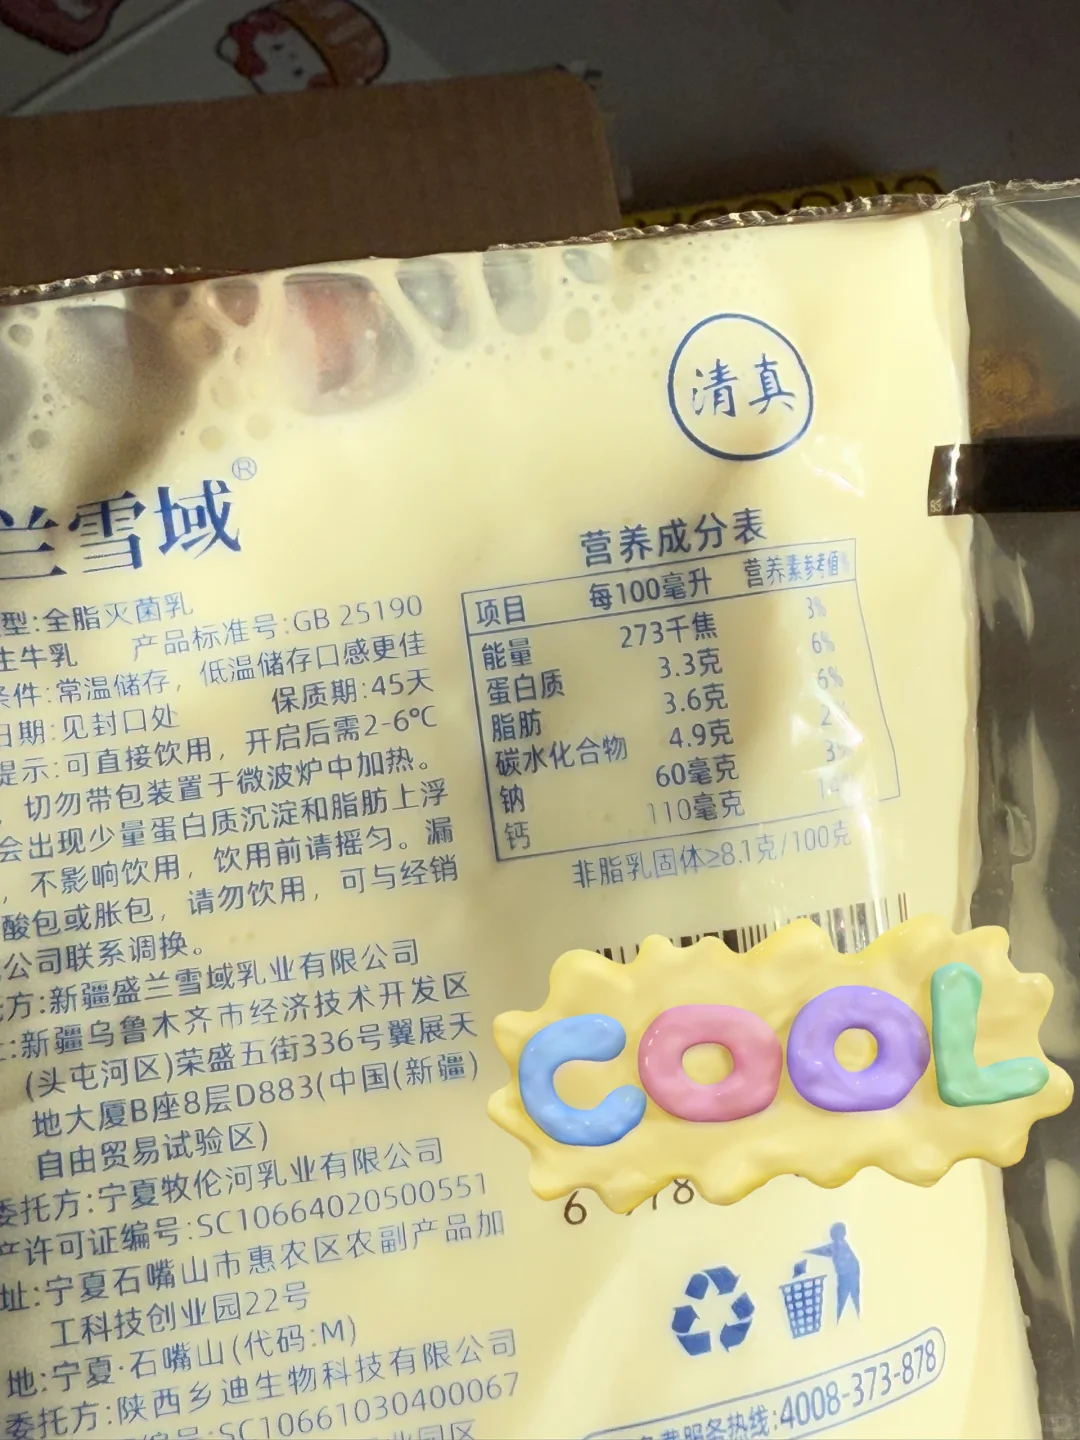 清真
兰雪域®
型:全脂灭菌乳
生牛乳 产品标准号:GB 25190
条件:常温储存，低温储存口感更佳
日期:见封口处 保质期:45天
提示:可直接饮用，开启后需2-6℃
，切勿带包装置于微波炉中加热。
会出现少量蛋白质沉淀和脂肪上浮
，不影响饮用，饮用前请摇匀。漏
酸包或胀包，请勿饮用，可与经销
公司联系调换。
方:新疆盛兰雪域乳业有限公司
:新疆乌鲁木齐市经济技术开发区
(头屯河区)荣盛五街336号翼展天
地大厦B座8层D883(中国(新疆)
自由贸易试验区)
委托方:宁夏牧伦河乳业有限公司
产许可证编号:SC10664020500551
址:宁夏石嘴山市惠农区农副产品加
工科技创业园22号
地:宁夏·石嘴山(代码:M)
委托方:陕西乡迪生物科技有限公司
编号:SC10661030400067
业园区
营养成分表
项目 每100毫升 营养素参考值%
能量 273千焦 3%
蛋白质 3.3克 6%
脂肪 3.6克 6%
碳水化合物 4.9克 2%
钠 60毫克 3%
钙 110毫克
非脂乳固体≥8.1克/100克
COOL
6 78
免费服务热线:4008-373-878